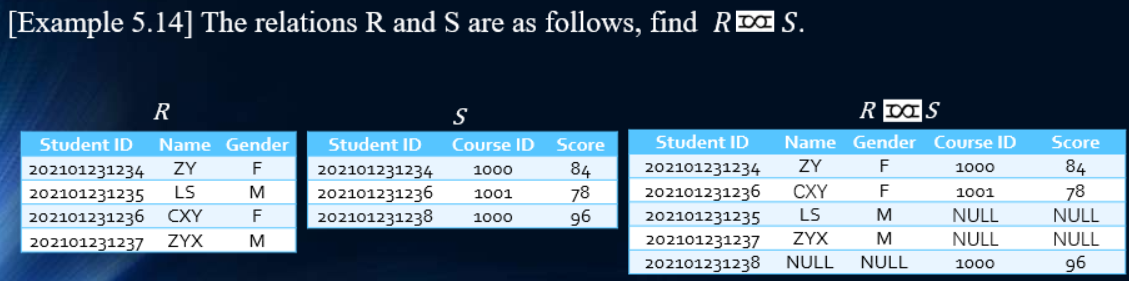 [Example 5.14] The relations R and S are as follows, find R ⟗ S.
R
Student ID Name Gender
202101231234 ZY F
202101231235 LS M
202101231236 CXY F
202101231237 ZYX M
S
Student ID Course ID Score
202101231234 1000 84
202101231236 1001 78
202101231238 1000 96
R ⟗ S
Student ID Name Gender Course ID Score
202101231234 ZY F 1000 84
202101231236 CXY F 1001 78
202101231235 LS M NULL NULL
202101231237 ZYX M NULL NULL
202101231238 NULL NULL 1000 96